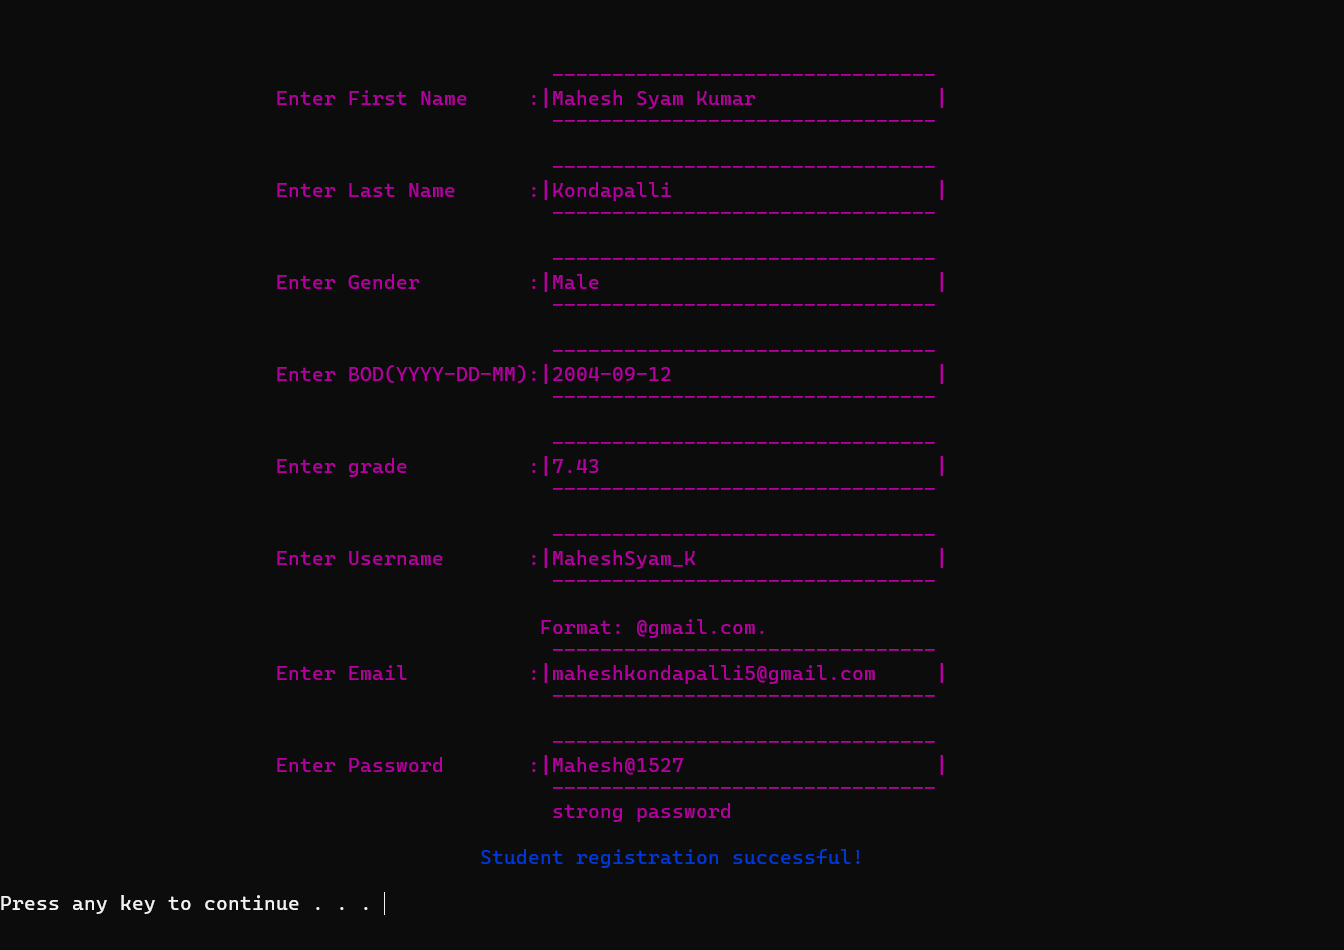 Enter First Name :|Mahesh Syam Kumar |
Enter Last Name :|Kondapalli |
Enter Gender :|Male |
Enter BOD(YYYY-DD-MM):|2004-09-12 |
Enter grade :|7.43 |
Enter Username :|MaheshSyam_K |
Format: @gmail.com.
Enter Email :|maheshkondapalli5@gmail.com |
Enter Password :|Mahesh@1527 |
strong password
Student registration successful!
Press any key to continue . . .